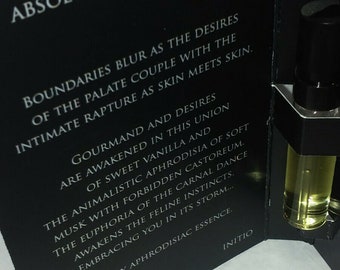 ABSOL
BOUNDARIES BLUR AS THE DESIRES
OF THE PALATE COUPLE WITH THE
INTIMATE RAPTURE AS SKIN MEETS SKIN.
GOURMAND AND DESIRES
ARE AWAKENED IN THIS UNION
OF SWEET VANILLA AND
THE ANIMALISTIC APHRODISIA OF SOFT
MUSK WITH FORBIDDEN CASTOREUM.
THE EUPHORIA OF THE CARNAL DANCE
AWAKENS THE FELINE INSTINCTS.
EMBRACING YOU IN ITS STORM...
APHRODISIAC ESSENCE.
INITIO